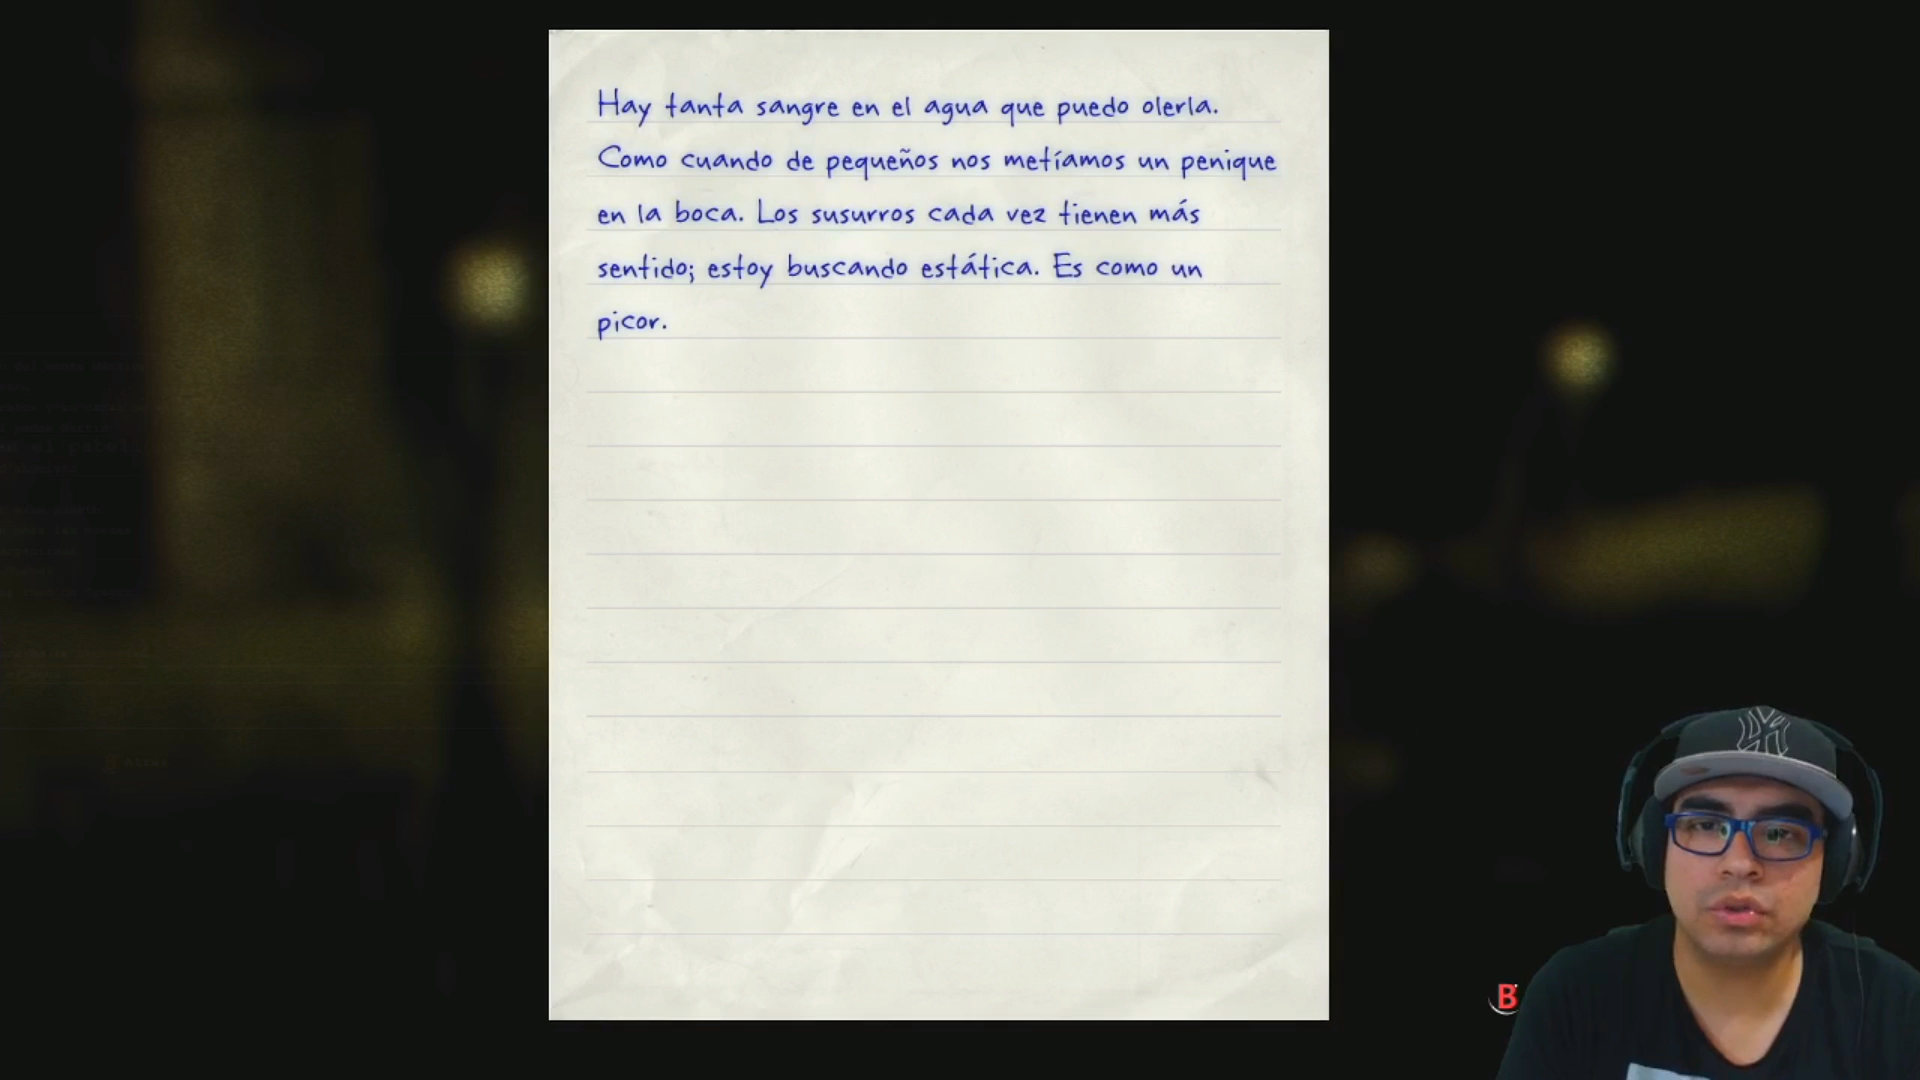 Hay tanta sangre en el agua que puedo olerla.
Como cuando de pequeños nos metíamos un penique
en la boca. Los susurros cada vez tienen más
sentido; estoy buscando estática. Es como un
picor.
B
NY